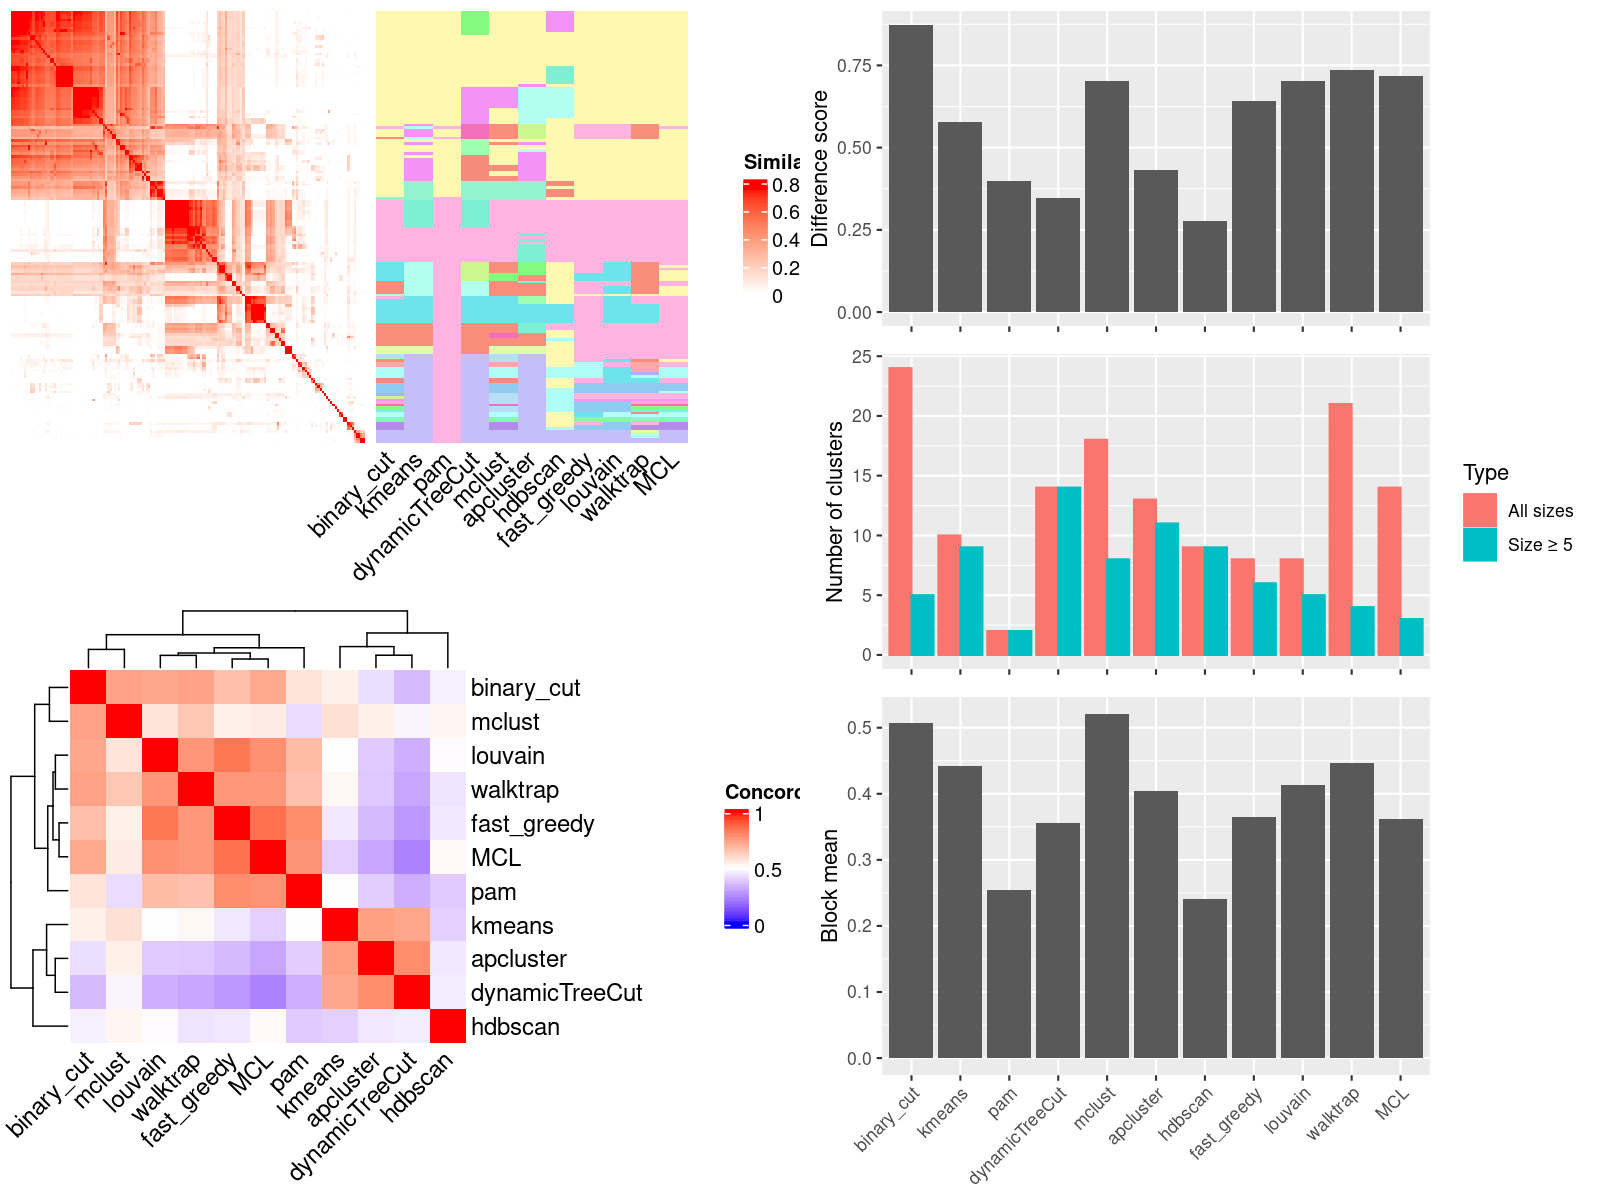 Simila
0.8
0.6
0.4
0.2
0
binary_cut
kmeans
pam
dynamicTreeCut
mclust
apcluster
hdbscan
fast_greedy
louvain
walktrap
MCL
Difference score
0.75
0.50
0.25
0.00
Number of clusters
25
20
15
10
5
0
Type
All sizes
Size ≥ 5
binary_cut
mclust
louvain
walktrap
fast_greedy
MCL
pam
kmeans
apcluster
dynamicTreeCut
hdbscan
binary_cut
mclust
louvain
walktrap
fast_greedy
MCL
pam
kmeans
apcluster
dynamicTreeCut
hdbscan
Concord
1
0.5
0
Block mean
0.5
0.4
0.3
0.2
0.1
0.0
binary_cut
kmeans
pam
dynamicTreeCut
mclust
apcluster
hdbscan
fast_greedy
louvain
walktrap
MCL